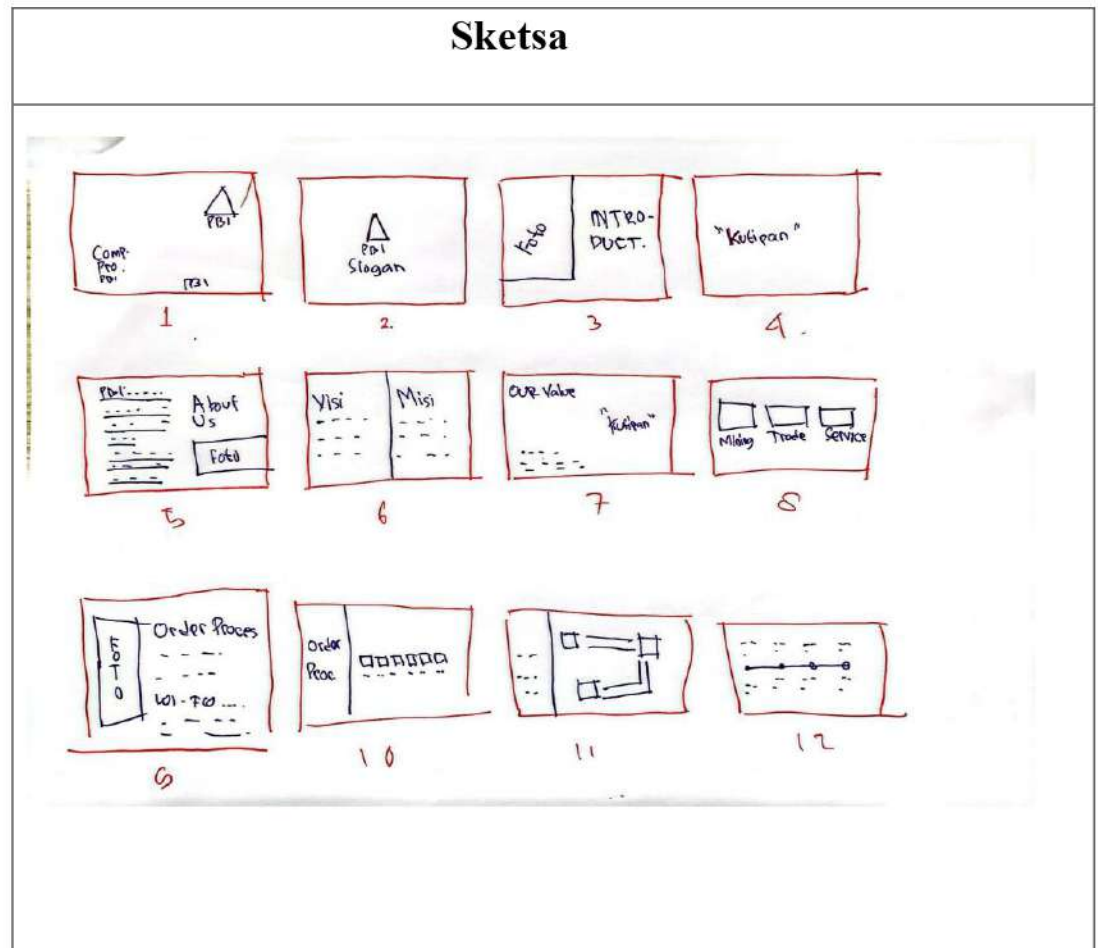 Sketsa
PBI
Comp.
Pro.
PBI
PBI
1
PBI
Slogan
2.
Foto
INTRO-
DUCT.
3
"Kutipan"
4.
About
Us
Foto
5
Visi
Misi
6
OUR Value
"Kutipan"
7
Mining
Trade
Service
8
FOTO
Order Proces
10
Order
Proc.
11
12